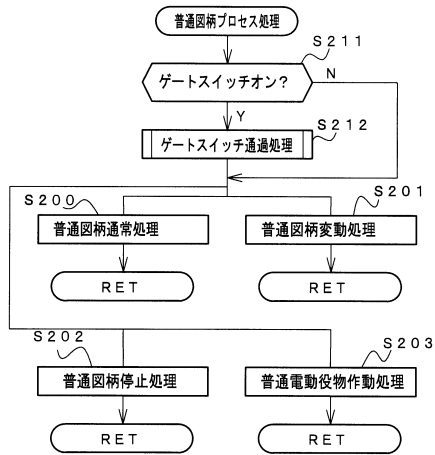 普通図柄プロセス処理
S211
ゲートスイッチオン?
N
Y
S212
ゲートスイッチ通過処理
S200
S201
普通図柄通常処理
普通図柄変動処理
RET
RET
S202
S203
普通図柄停止処理
普通電動役物作動処理
RET
RET